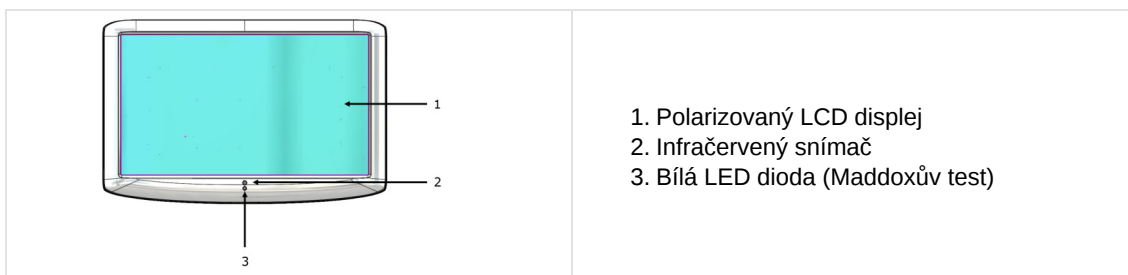 1
2
3
1. Polarizovaný LCD displej
2. Infračervený snímač
3. Bílá LED dioda (Maddoxův test)